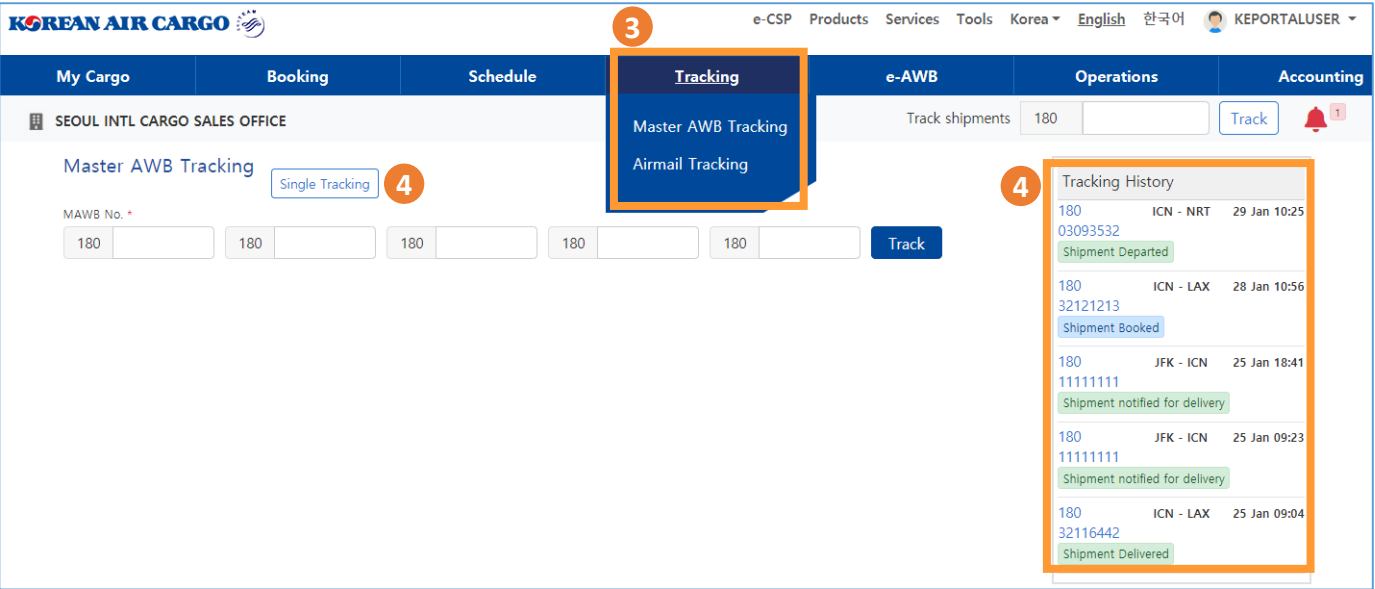 KOREAN AIR CARGO
e-CSP Products Services Tools Korea English 한국어 KEPORTALUSER
3
My Cargo Booking Schedule Tracking e-AWB Operations Accounting
SEOUL INTL CARGO SALES OFFICE
Master AWB Tracking
Airmail Tracking
Track shipments 180 Track 1
Master AWB Tracking
Single Tracking 4
MAWB No. *
180 180 180 180 180 Track
4
Tracking History
180 ICN - NRT 29 Jan 10:25
03093532
Shipment Departed
180 ICN - LAX 28 Jan 10:56
32121213
Shipment Booked
180 JFK - ICN 25 Jan 18:41
11111111
Shipment notified for delivery
180 JFK - ICN 25 Jan 09:23
11111111
Shipment notified for delivery
180 ICN - LAX 25 Jan 09:04
32116442
Shipment Delivered